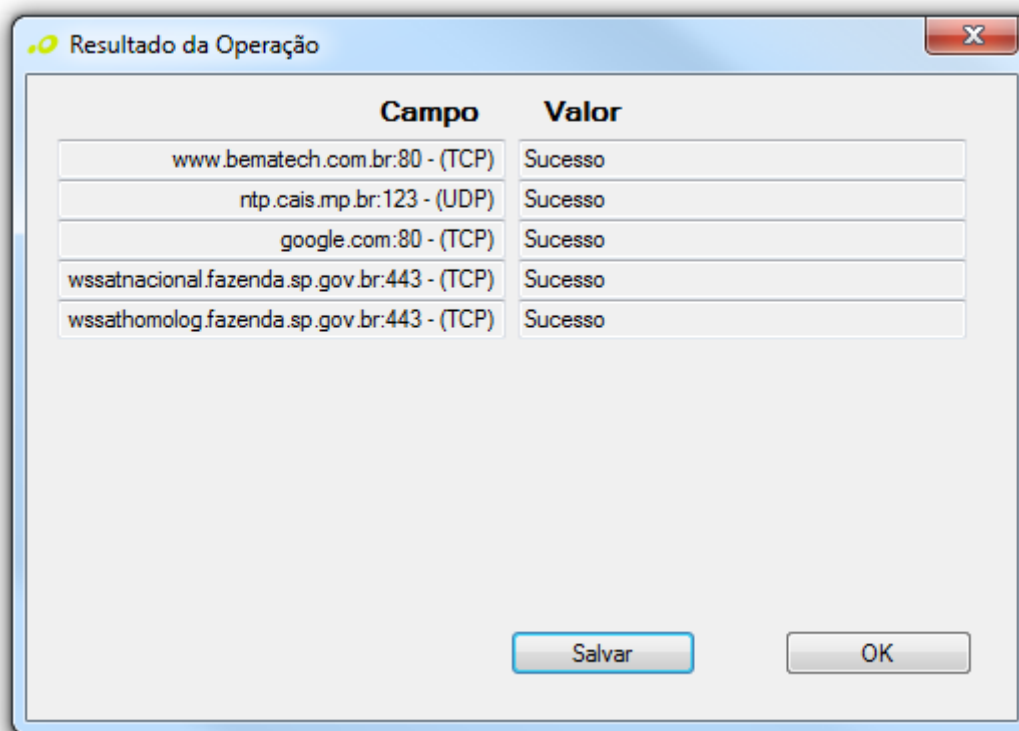 Resultado da Operação
Campo Valor
www.bematech.com.br:80 - (TCP) Sucesso
ntp.cais.rnp.br:123 - (UDP) Sucesso
google.com:80 - (TCP) Sucesso
wssatnacional.fazenda.sp.gov.br:443 - (TCP) Sucesso
wssathomolog.fazenda.sp.gov.br:443 - (TCP) Sucesso
Salvar OK